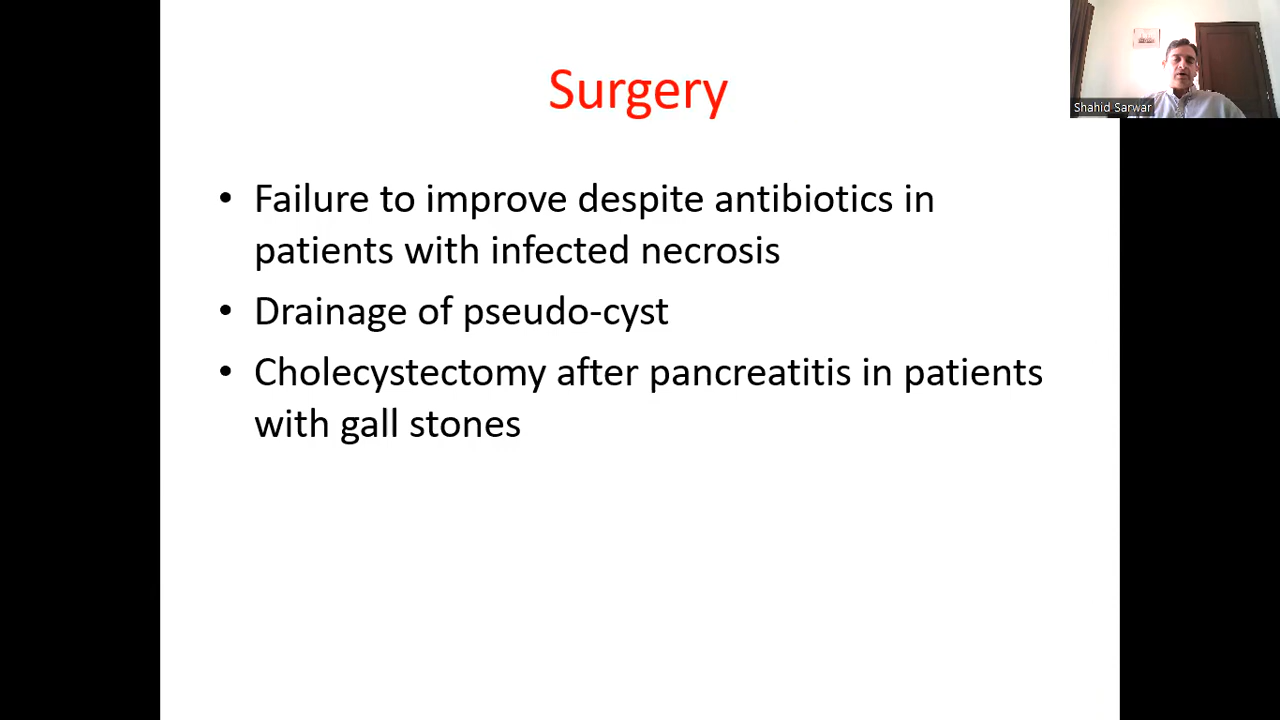 Surgery
Shahid Sarwar
• Failure to improve despite antibiotics in
patients with infected necrosis
• Drainage of pseudo-cyst
• Cholecystectomy after pancreatitis in patients
with gall stones